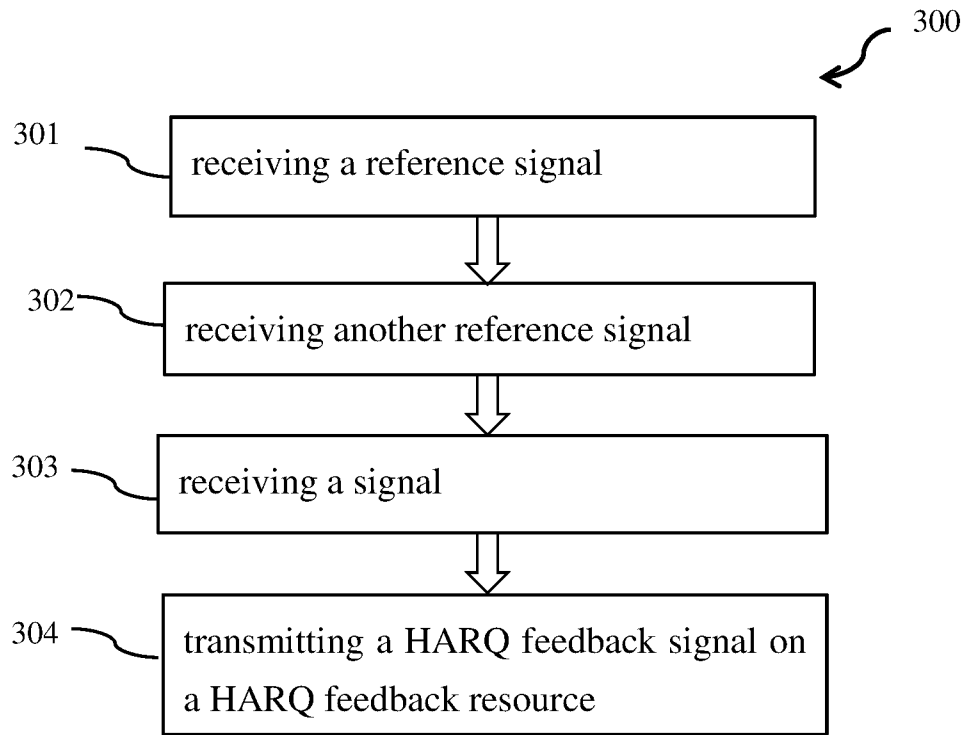 300
301
receiving a reference signal
302
receiving another reference signal
303
receiving a signal
304
transmitting a HARQ feedback signal on
a HARQ feedback resource